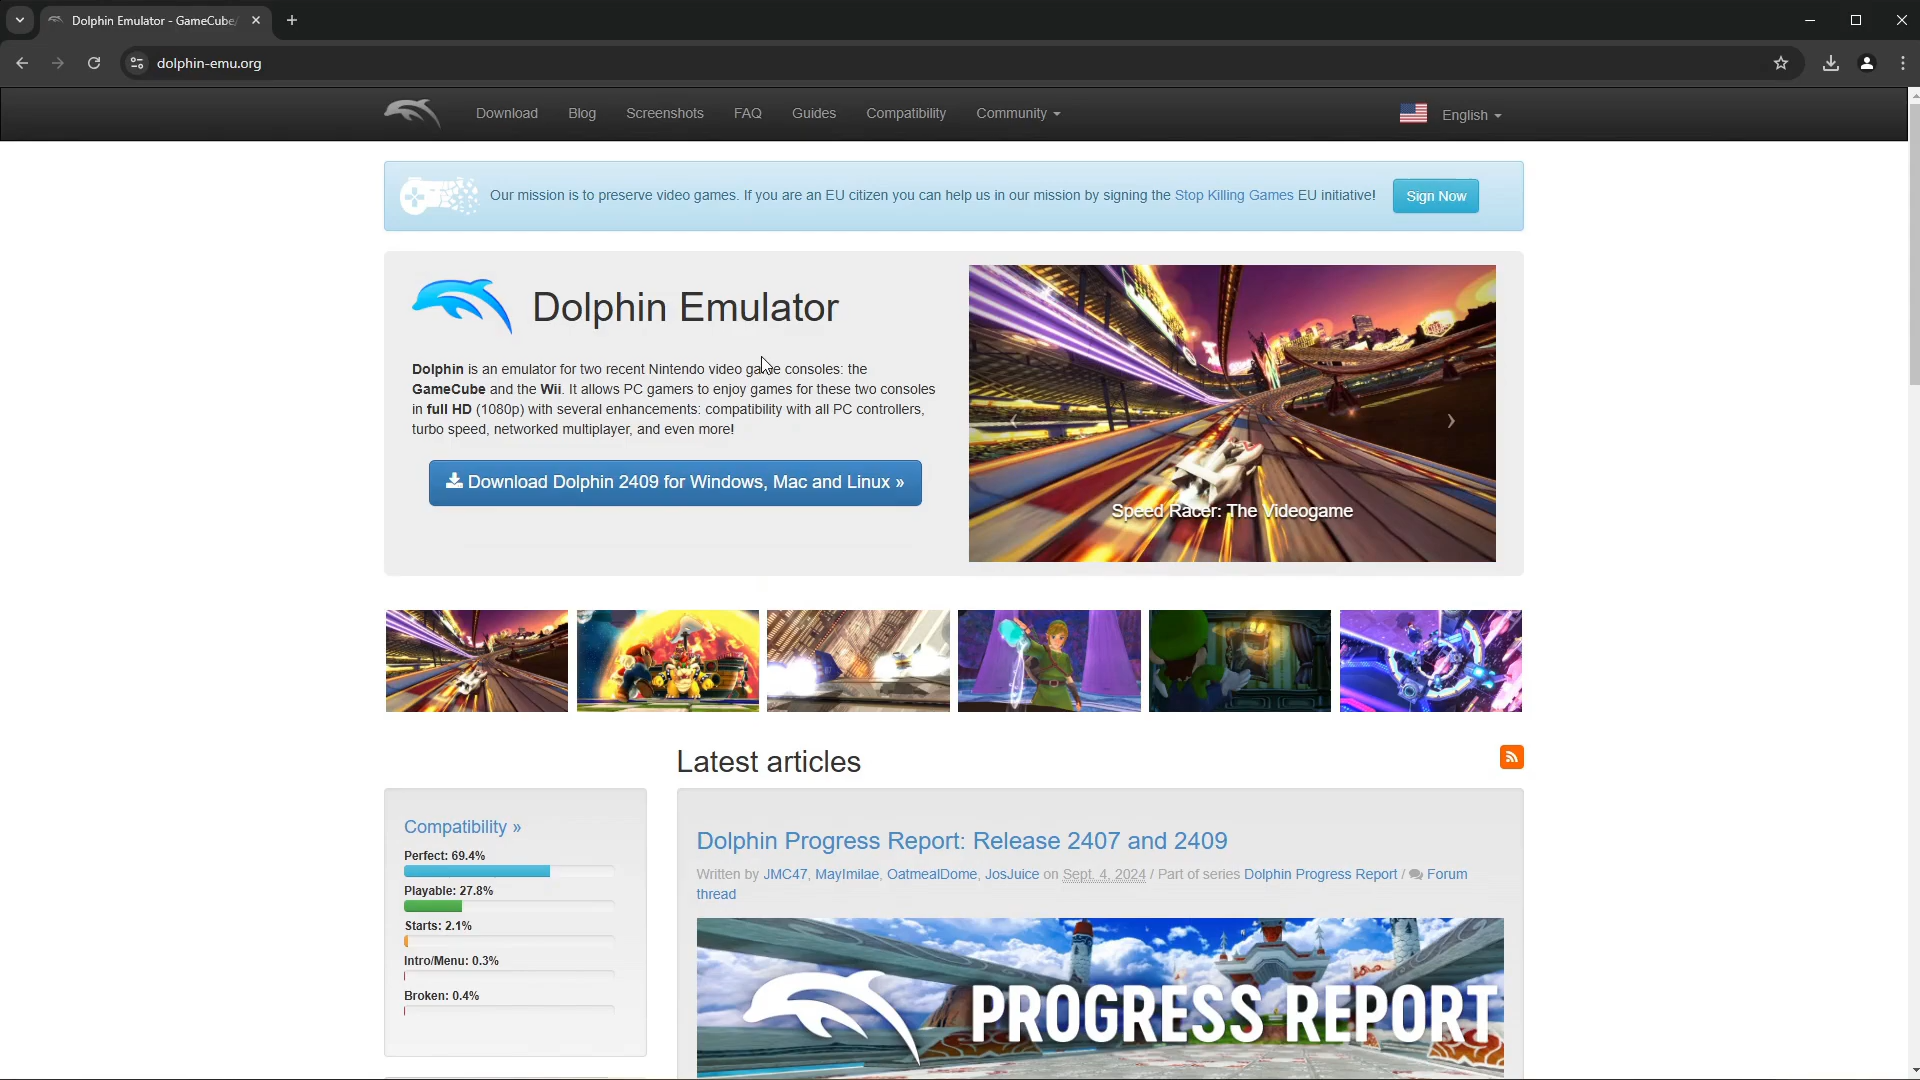 Dolphin Emulator - GameCube/
dolphin-emu.org
Download Blog Screenshots FAQ Guides Compatibility Community English
Our mission is to preserve video games. If you are an EU citizen you can help us in our mission by signing the Stop Killing Games EU initiative! Sign Now
Dolphin Emulator
Dolphin is an emulator for two recent Nintendo video game consoles: the
GameCube and the Wii. It allows PC gamers to enjoy games for these two consoles
in full HD (1080p) with several enhancements: compatibility with all PC controllers,
turbo speed, networked multiplayer, and even more!
Download Dolphin 2409 for Windows, Mac and Linux »
Speed Racer: The Videogame
Latest articles
Compatibility »
Perfect: 69.4%
Playable: 27.8%
Starts: 2.1%
Intro/Menu: 0.3%
Broken: 0.4%
Dolphin Progress Report: Release 2407 and 2409
Written by JMC47, MayImilae, OatmealDome, JosJuice on Sept. 4, 2024 / Part of series Dolphin Progress Report / Forum
thread
PROGRESS REPORT